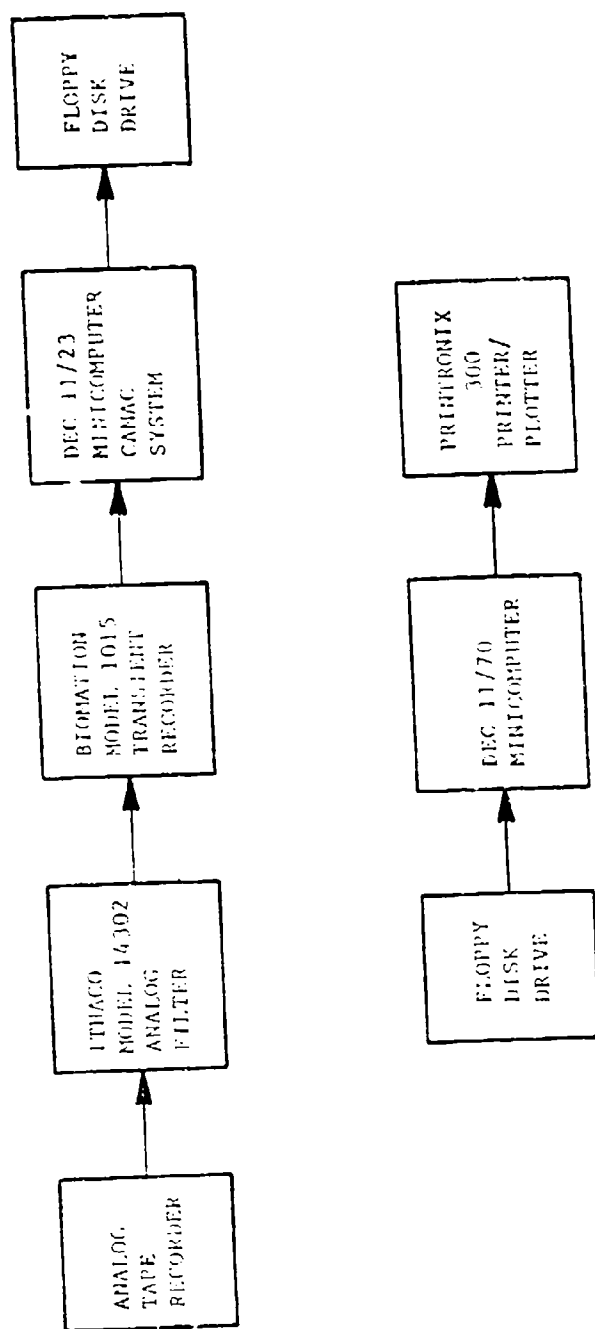 ANALOG
TAPE
RECORDER
ITHACO
MODEL 14302
ANALOG
FILTER
BIOMATION
MODEL 1015
TRANSIENT
RECORDER
DEC 11/23
MINICOMPUTER
CAMAC
SYSTEM
FLOPPY
DISK
DRIVE
FLOPPY
DISK
DRIVE
DEC 11/70
MINICOMPUTER
PRINTRONIX
300
PRINTER/
PLOTTER